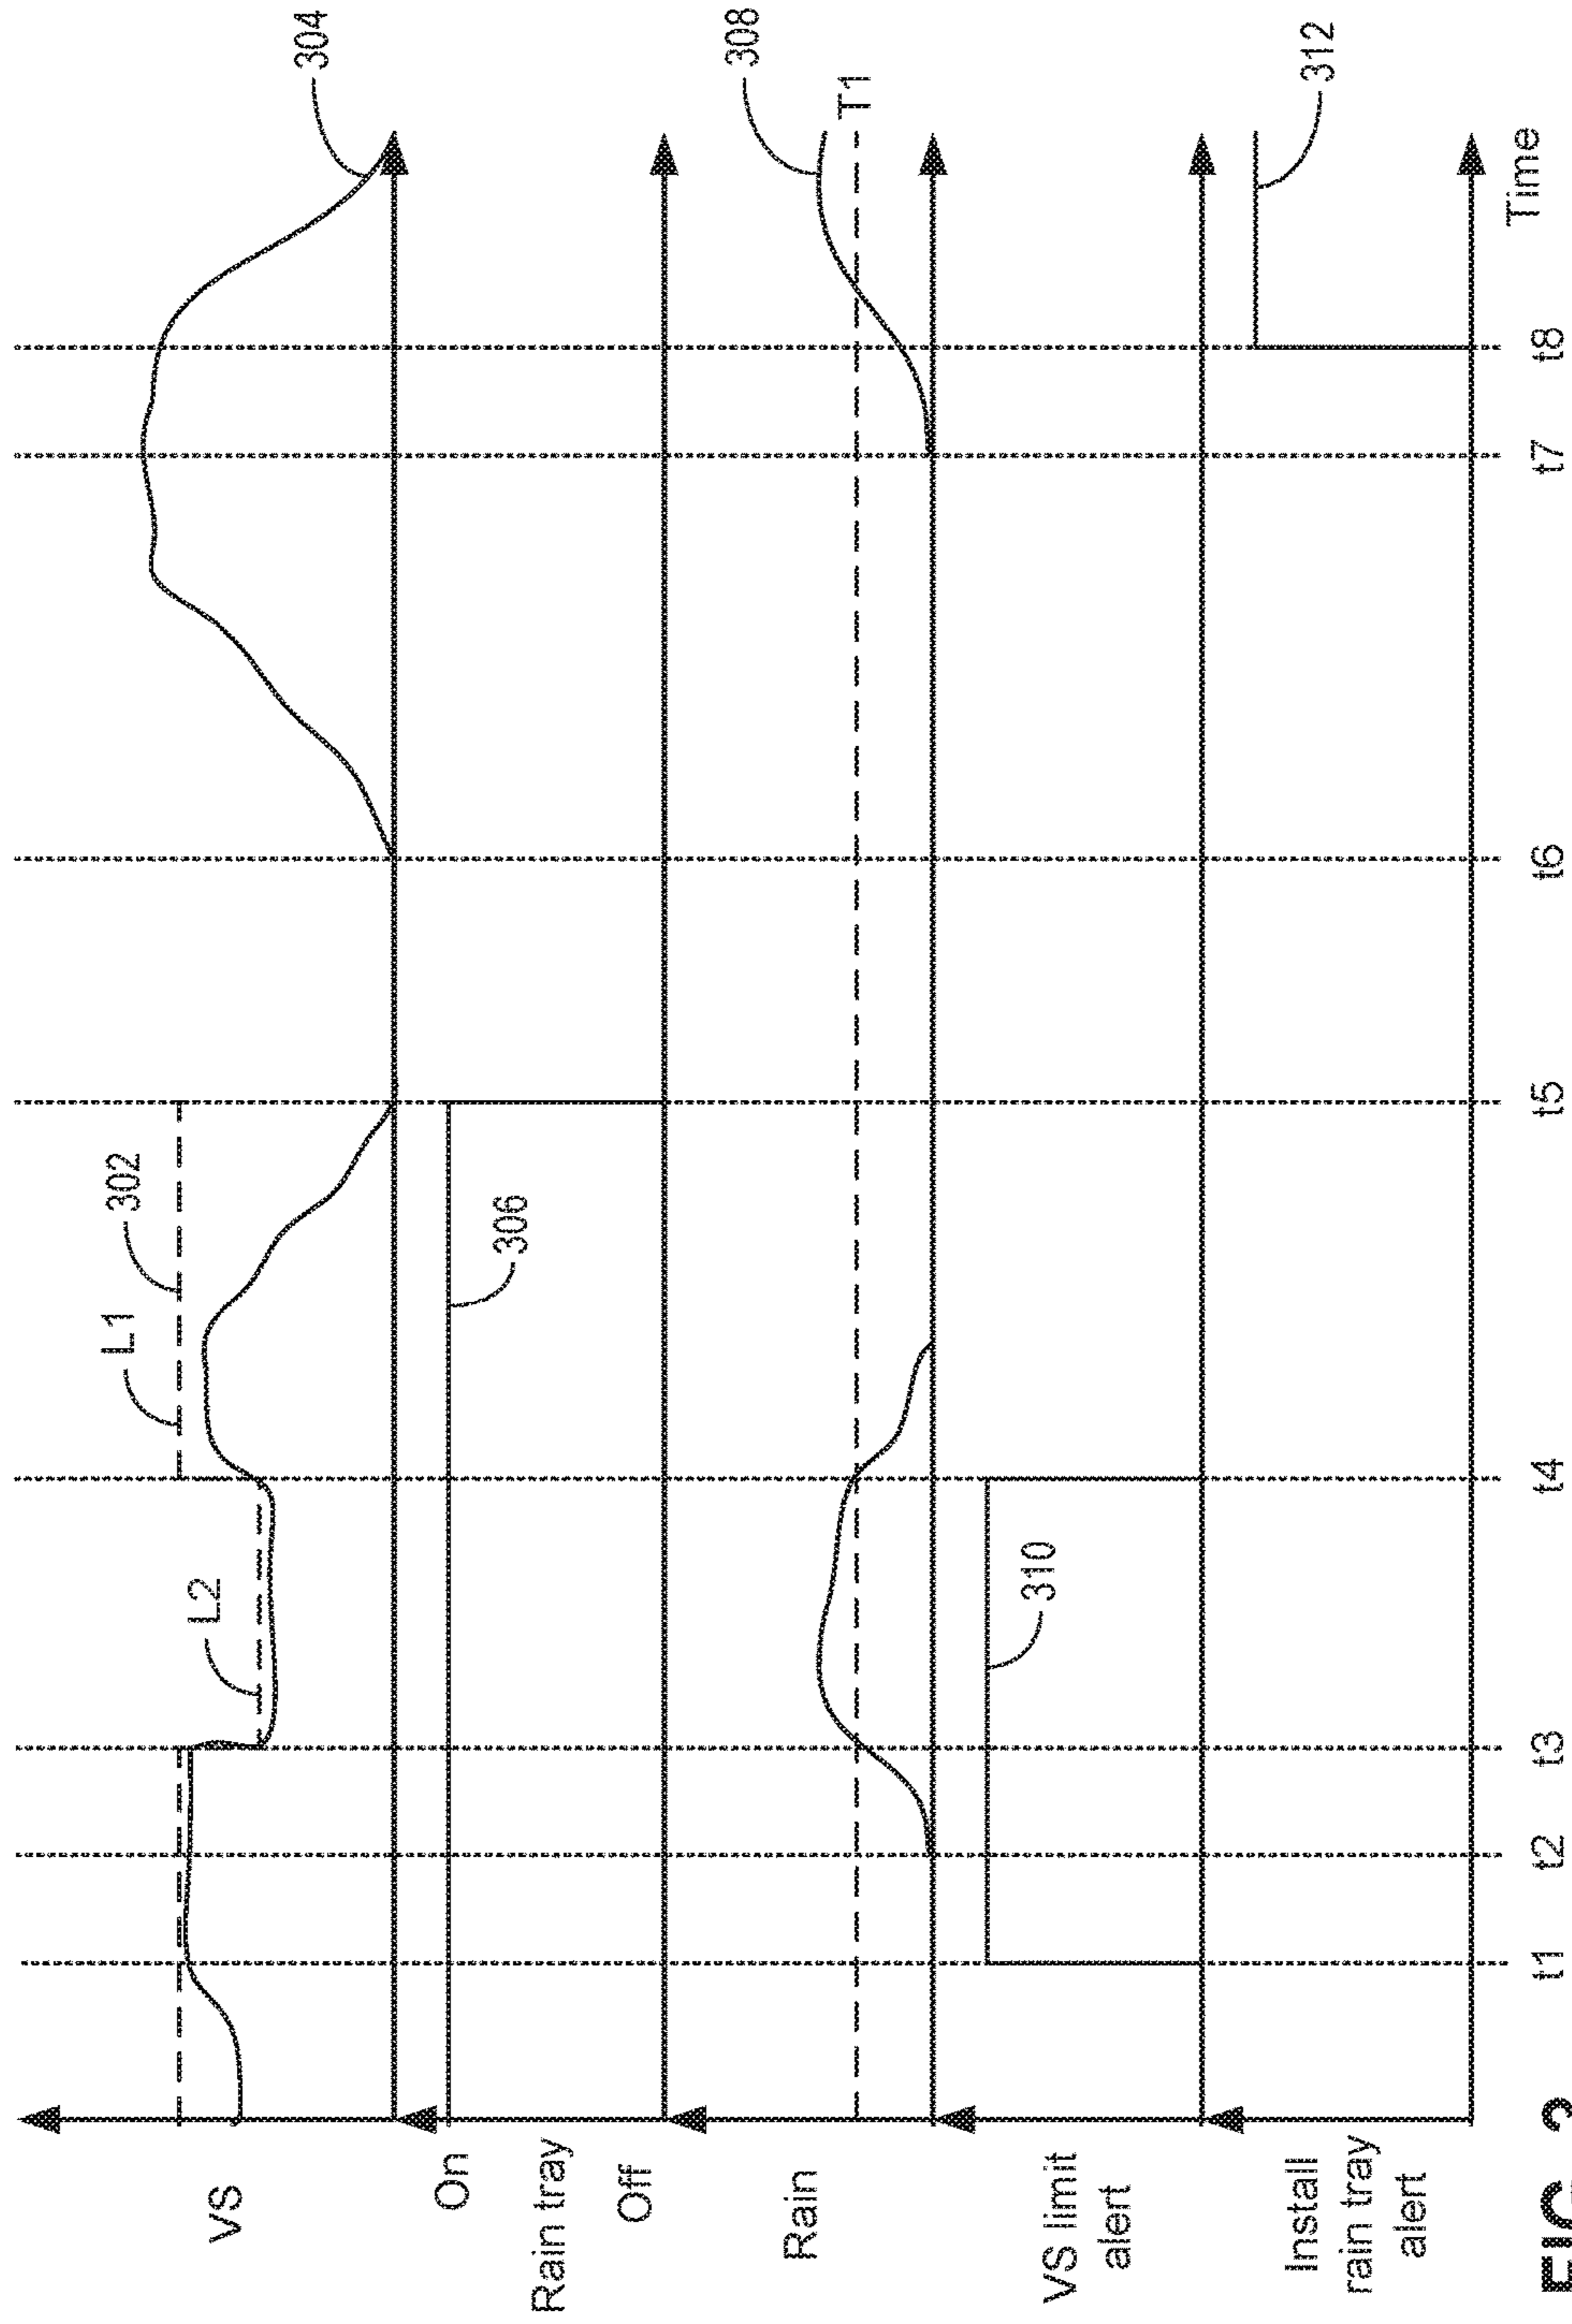 L1
302
304
VS
L2
On
Rain tray
Off
306
Rain
308
T1
VS limit
alert
310
Install
rain tray
alert
312
Time
t1
t2
t3
t4
t5
t6
t7
t8
FIG.